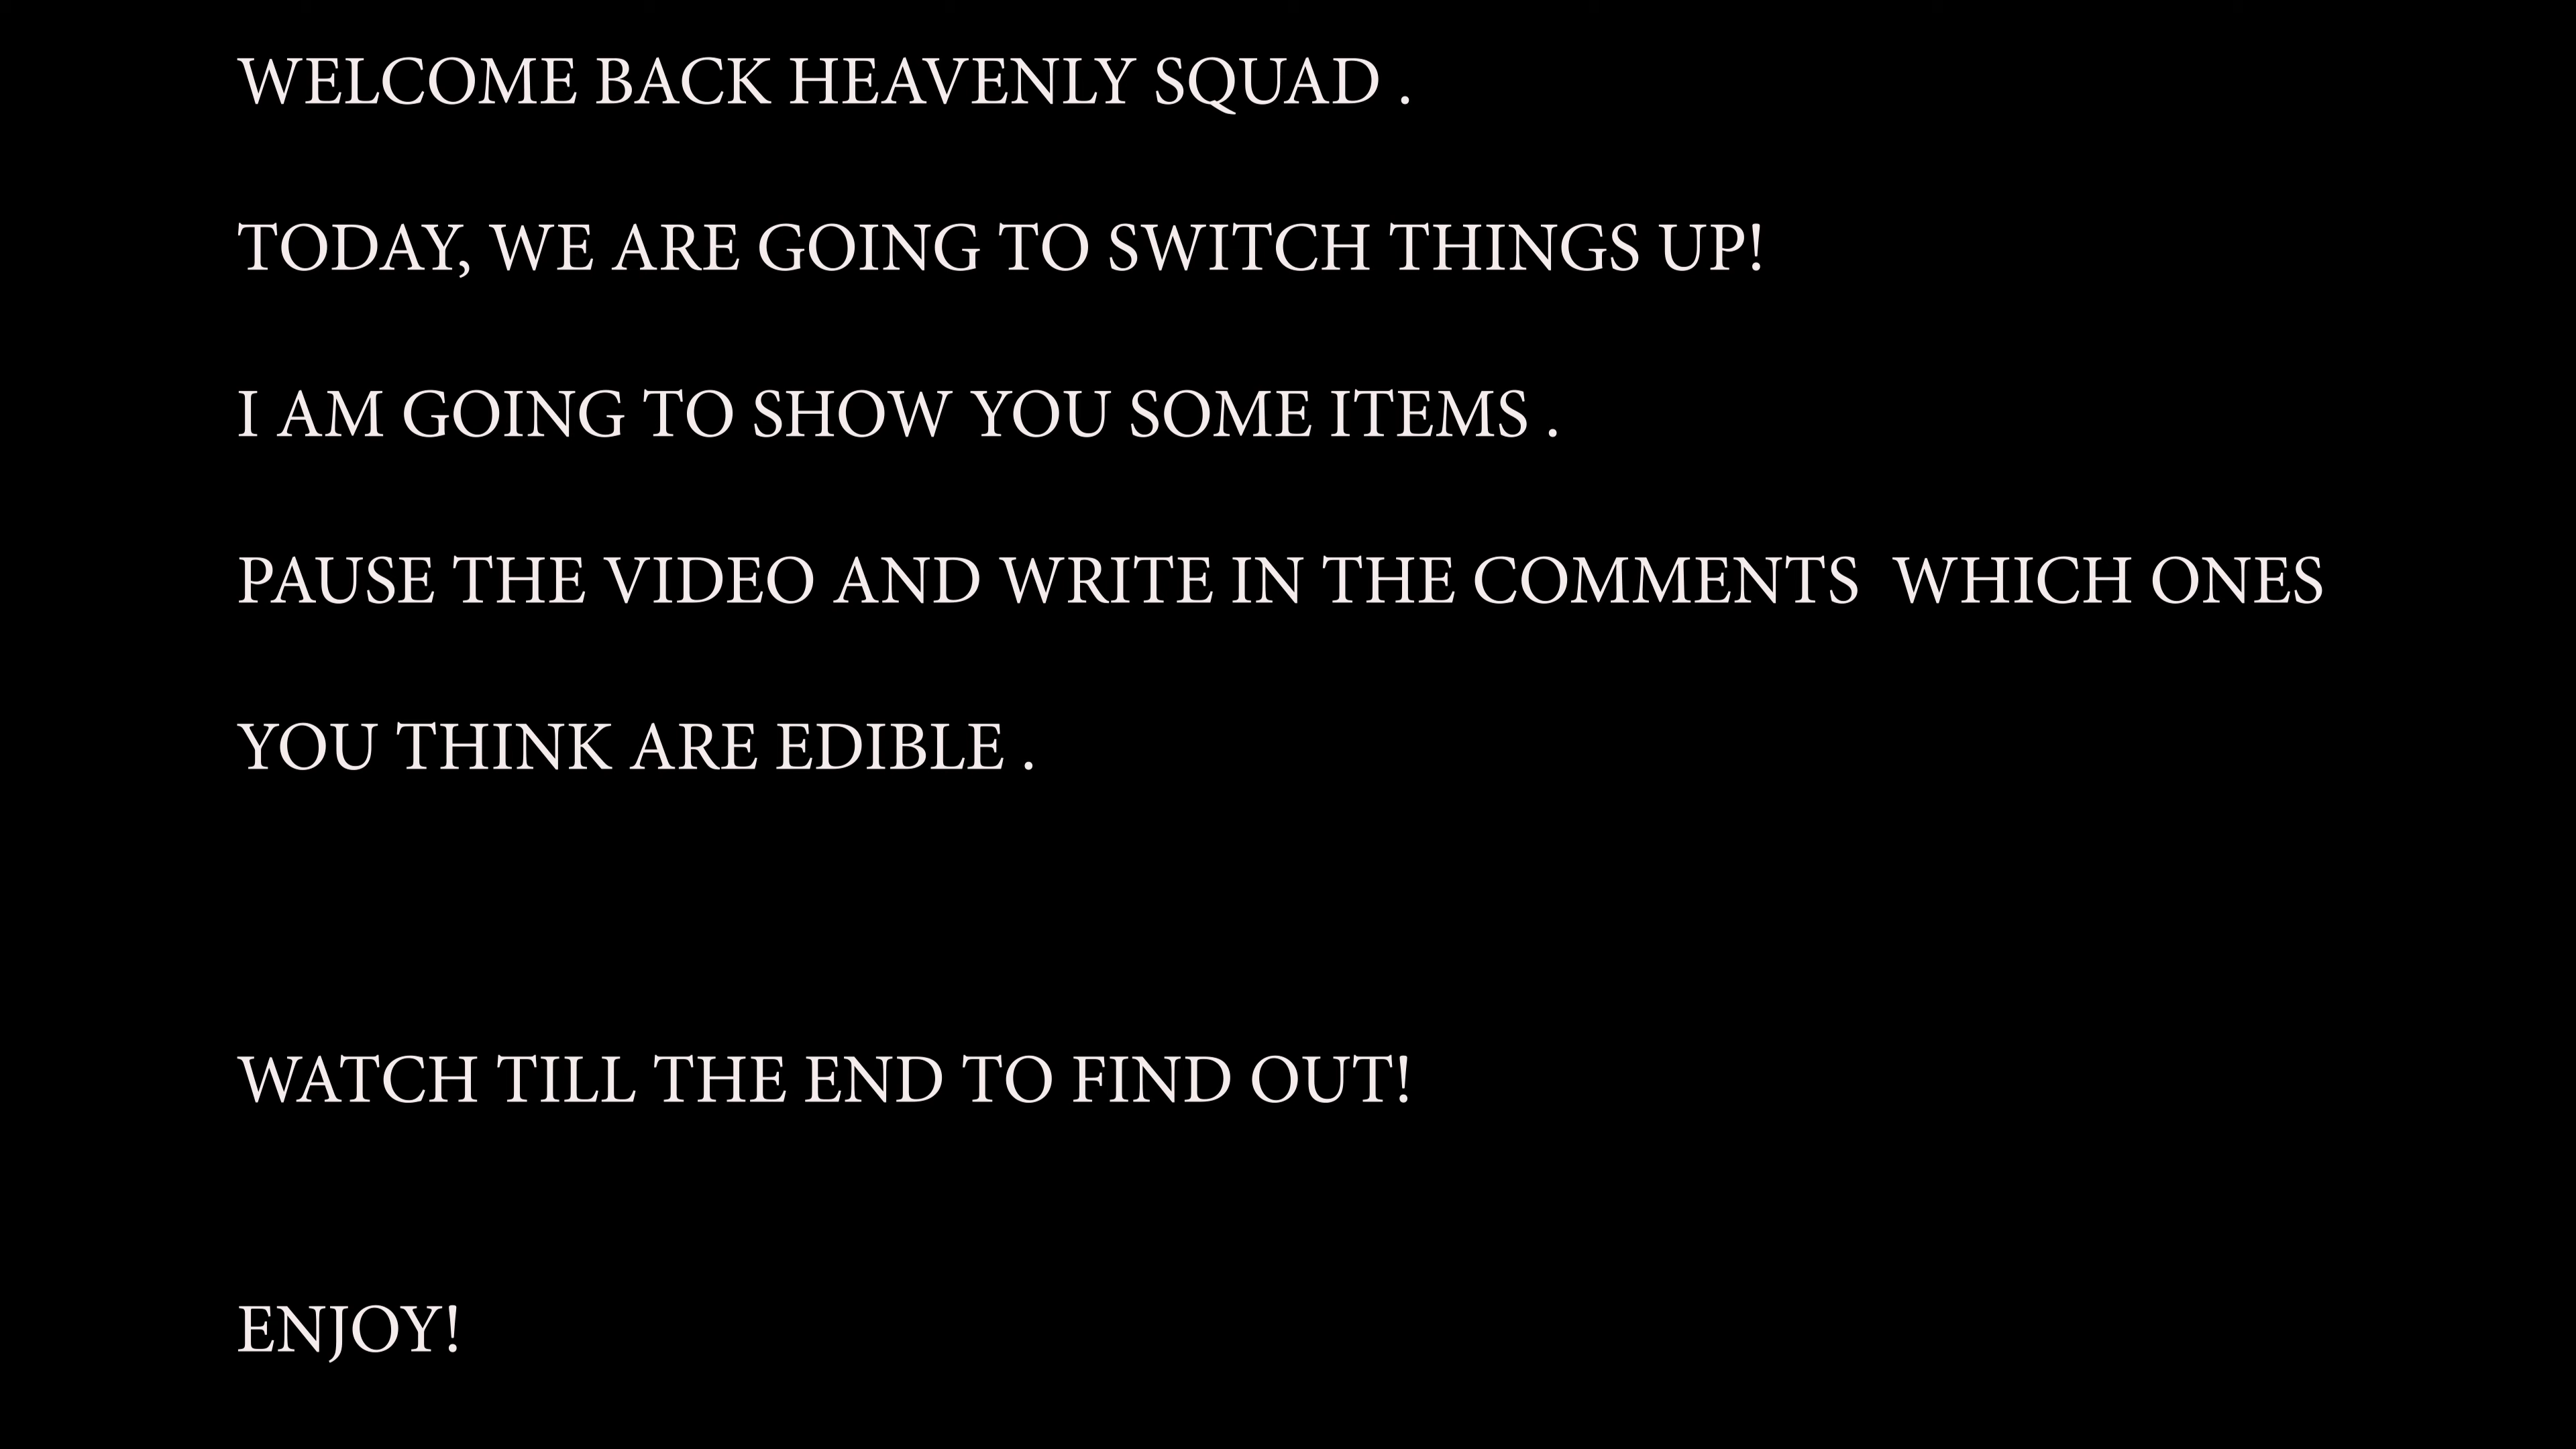 WELCOME BACK HEAVENLY SQUAD .
TODAY, WE ARE GOING TO SWITCH THINGS UP!
I AM GOING TO SHOW YOU SOME ITEMS .
PAUSE THE VIDEO AND WRITE IN THE COMMENTS  WHICH ONES
YOU THINK ARE EDIBLE .
WATCH TILL THE END TO FIND OUT!
ENJOY!